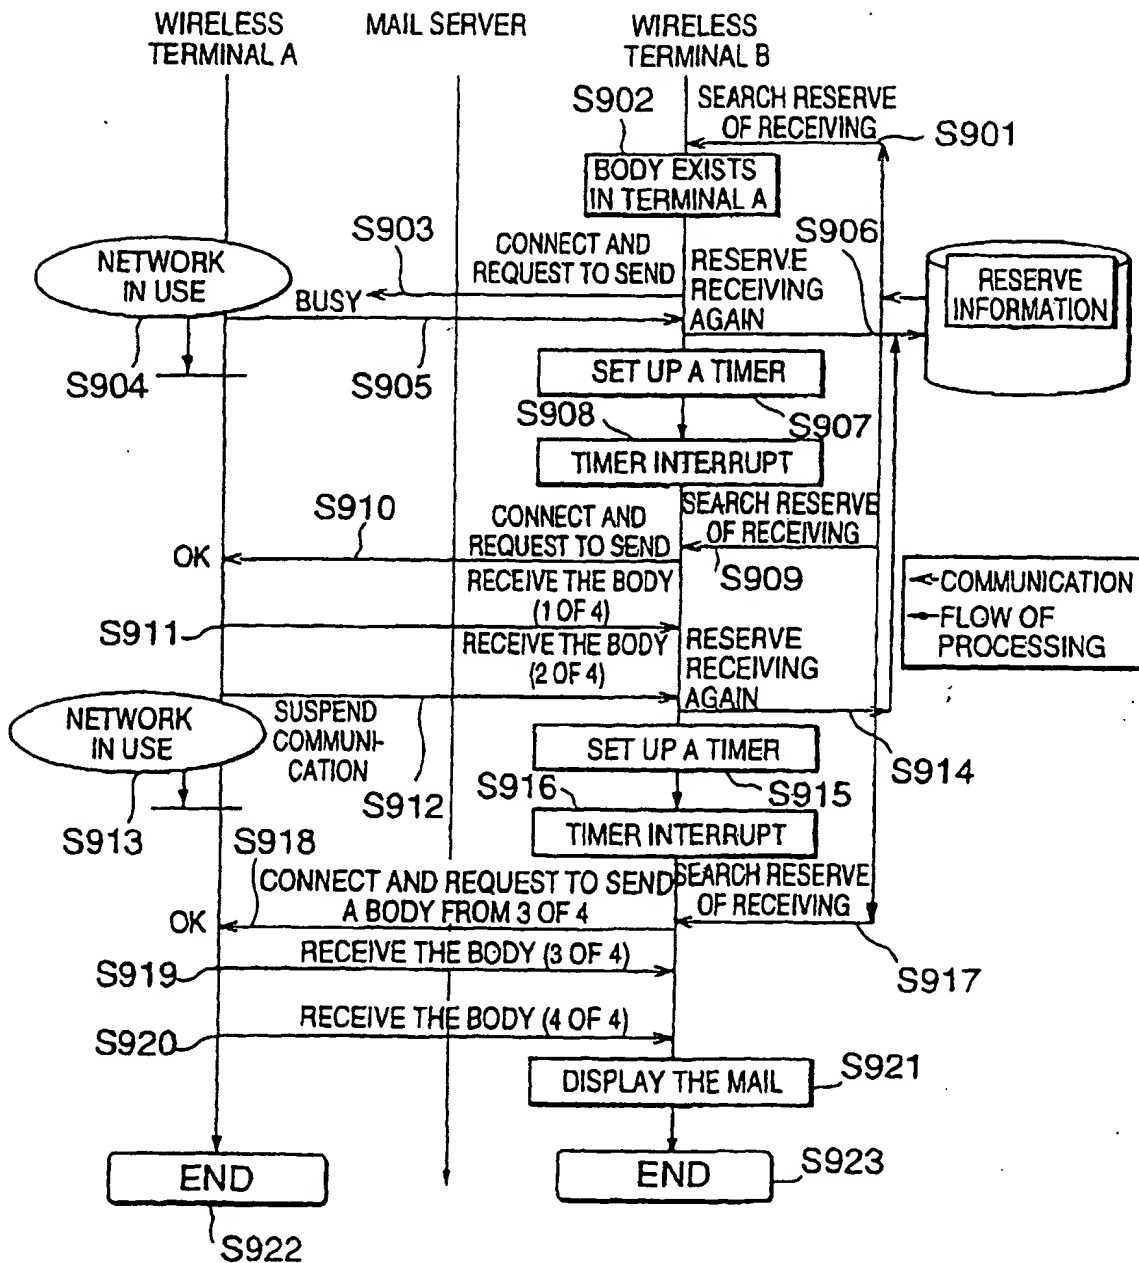 WIRELESS
TERMINAL A
MAIL SERVER
WIRELESS
TERMINAL B
S902
SEARCH RESERVE
OF RECEIVING
S901
BODY EXISTS
IN TERMINAL A
S903
CONNECT AND
REQUEST TO SEND
S906
NETWORK
IN USE
BUSY
RESERVE
RECEIVING
AGAIN
RESERVE
INFORMATION
S904
S905
SET UP A TIMER
S908
S907
TIMER INTERRUPT
S910
CONNECT AND
REQUEST TO SEND
SEARCH RESERVE
OF RECEIVING
OK
S909
COMMUNICATION
FLOW OF
PROCESSING
RECEIVE THE BODY
(1 OF 4)
S911
RECEIVE THE BODY
(2 OF 4)
RESERVE
RECEIVING
AGAIN
NETWORK
IN USE
SUSPEND
COMMUNI-
CATION
SET UP A TIMER
S914
S912
S916
S915
S913
S918
TIMER INTERRUPT
CONNECT AND REQUEST TO SEND
A BODY FROM 3 OF 4
SEARCH RESERVE
OF RECEIVING
OK
RECEIVE THE BODY (3 OF 4)
S919
S917
RECEIVE THE BODY (4 OF 4)
S920
DISPLAY THE MAIL
S921
END
END
S923
S922